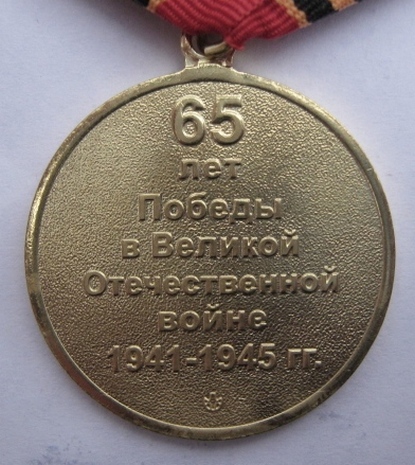 65
лет
Победы
в Великой
Отечественной
войне
1941-1945 гг.